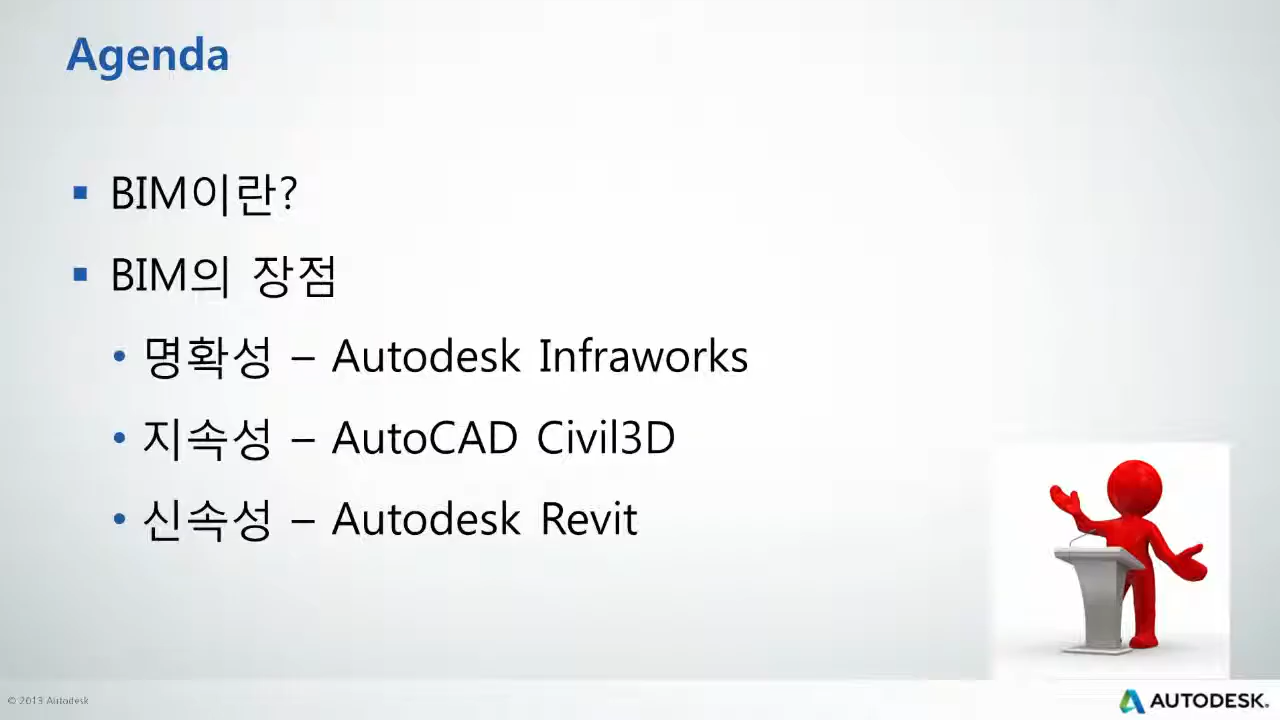 Agenda
BIM이란?
BIM의 장점
명확성 – Autodesk Infraworks
지속성 – AutoCAD Civil3D
신속성 – Autodesk Revit
© 2013 Autodesk
AUTODESK.